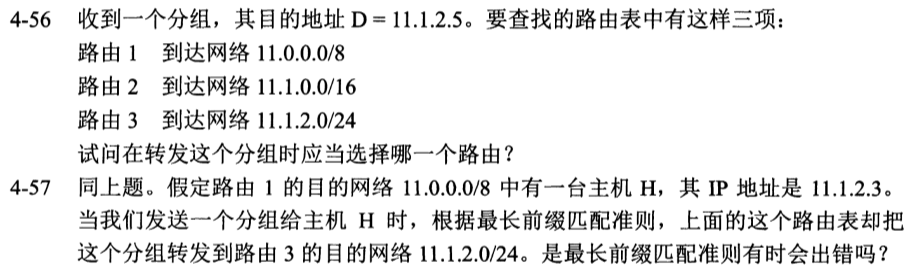 4-56 收到一个分组，其目的地址 D = 11.1.2.5。要查找的路由表中有这样三项：
路由 1 到达网络 11.0.0.0/8
路由 2 到达网络 11.1.0.0/16
路由 3 到达网络 11.1.2.0/24
试问在转发这个分组时应当选择哪一个路由？
4-57 同上题。假定路由 1 的目的网络 11.0.0.0/8 中有一台主机 H，其 IP 地址是 11.1.2.3。
当我们发送一个分组给主机 H 时，根据最长前缀匹配准则，上面的这个路由表却把
这个分组转发到路由 3 的目的网络 11.1.2.0/24。是最长前缀匹配准则有时会出错吗？